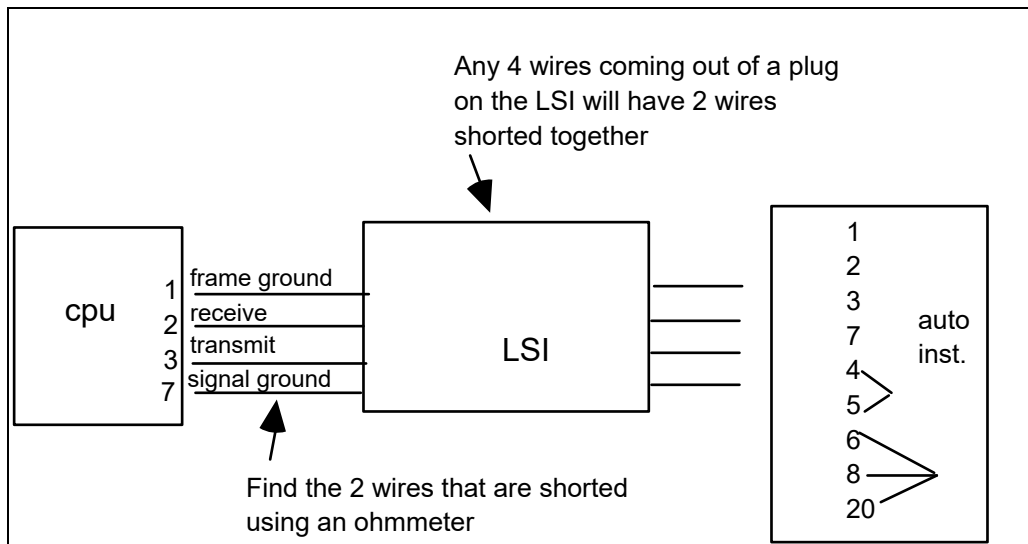 Any 4 wires coming out of a plug
on the LSI will have 2 wires
shorted together
cpu
1 frame ground
2 receive
3 transmit
7 signal ground
LSI
1
2
3
7
4
5
6
8
20
auto
inst.
Find the 2 wires that are shorted
using an ohmmeter